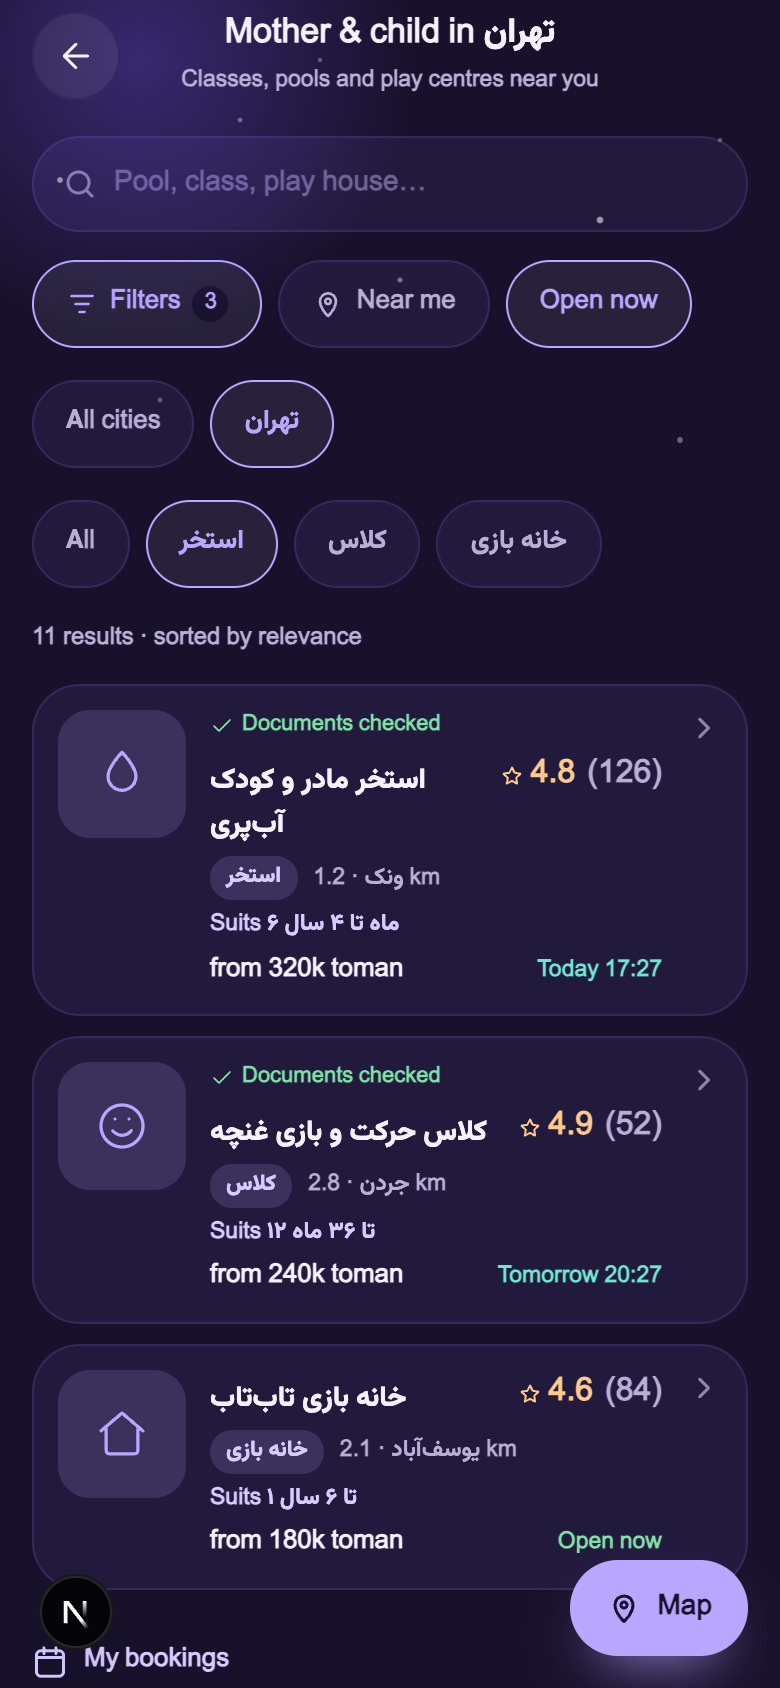 Mother & child in تهران
Classes, pools and play centres near you
Pool, class, play house...
Filters 3
Near me
Open now
All cities
تهران
All
استخر
کلاس
خانه بازی
11 results · sorted by relevance
Documents checked
استخر مادر و کودک
آب‌پری
4.8 (126)
استخر
1.2 · ونک km
Suits ۶ ماه تا ۴ سال
from 320k toman
Today 17:27
Documents checked
کلاس حرکت و بازی غنچه
4.9 (52)
کلاس
2.8 · جردن km
Suits ۱۲ تا ۳۶ ماه
from 240k toman
Tomorrow 20:27
خانه بازی تاب‌تاب
4.6 (84)
خانه بازی
2.1 · یوسف‌آباد km
Suits ۱ تا ۶ سال
from 180k toman
Open now
N
Map
My bookings